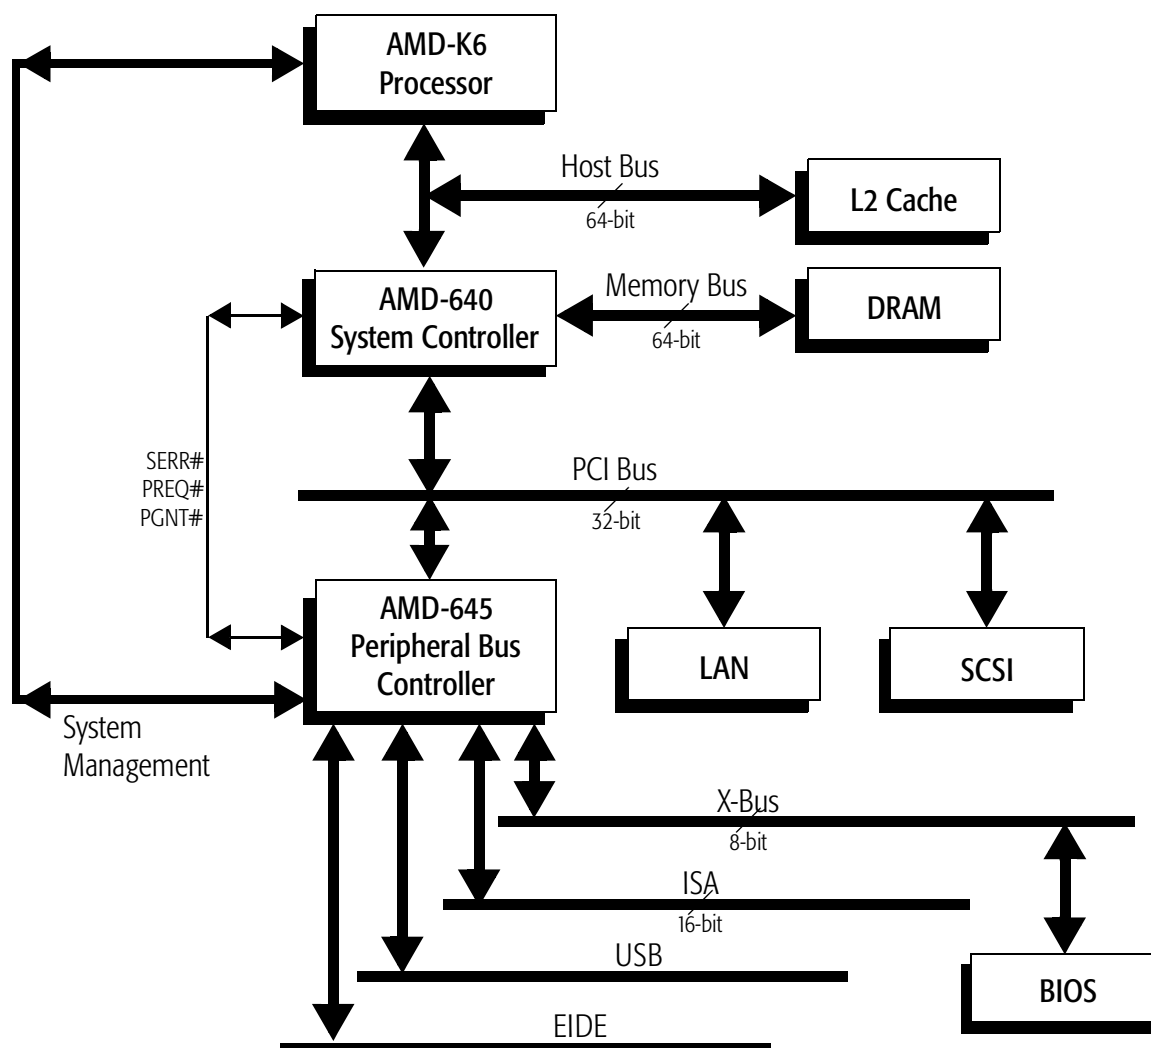 AMD-K6
Processor
Host Bus
64-bit
L2 Cache
AMD-640
System Controller
Memory Bus
64-bit
DRAM
SERR#
PREQ#
PGNT#
PCI Bus
32-bit
AMD-645
Peripheral Bus
Controller
LAN
SCSI
System
Management
X-Bus
8-bit
ISA
16-bit
USB
BIOS
EIDE